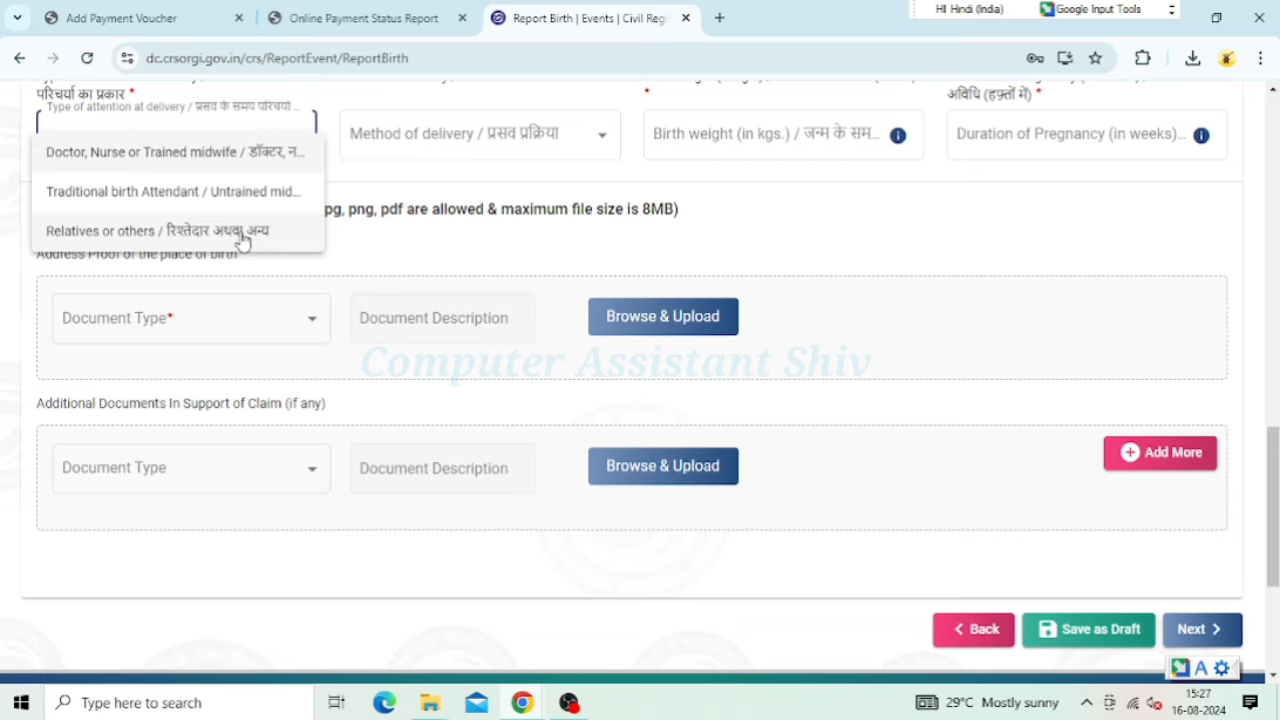 Add Payment Voucher
Online Payment Status Report
Report Birth | Events | Civil Regi
HI Hindi (India)
Google Input Tools
dc.crsorgi.gov.in/crs/ReportEvent/ReportBirth
परिचर्या का प्रकार *
*
अविधि (हफ़्तों में) *
Type of attention at delivery / प्रसव के समय परिचर्या ...
Method of delivery / प्रसव प्रक्रिया
Birth weight (in kgs.) / जन्म के सम...
Duration of Pregnancy (in weeks)...
Doctor, Nurse or Trained midwife / डॉक्टर, न...
Traditional birth Attendant / Untrained mid...
Relatives or others / रिश्तेदार अथवा अन्य
pg, png, pdf are allowed & maximum file size is 8MB)
Address Proof of the place of birth
Document Type*
Document Description
Browse & Upload
Computer Assistant Shiv
Additional Documents In Support of Claim (if any)
Document Type
Document Description
Browse & Upload
Add More
Back
Save as Draft
Next
A
Type here to search
29°C Mostly sunny
15:27
16-08-2024